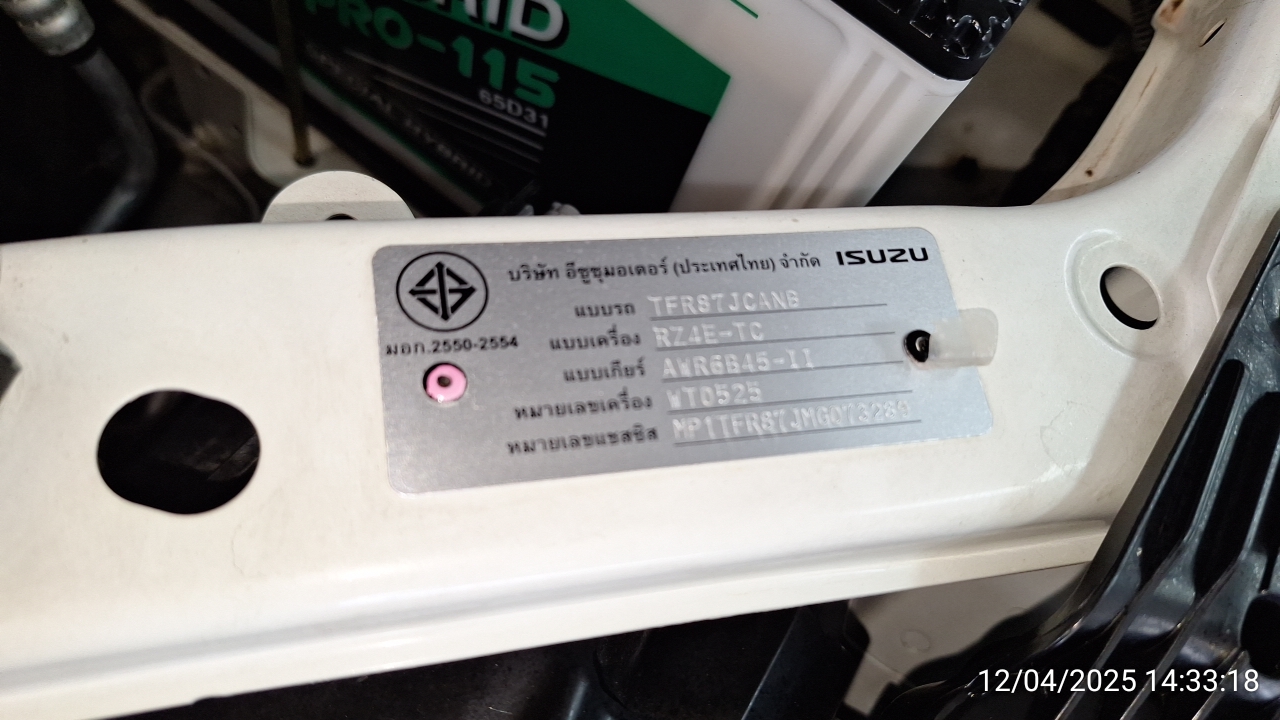 PRO-115
65D31
บริษัท อีซูซุมอเตอร์ (ประเทศไทย) จำกัด ISUZU
แบบรถ TFR87JCANB
มอก.2550-2554
แบบเครื่อง RZ4E-TC
แบบเกียร์ AWR6B45-II
หมายเลขเครื่อง WT0525
หมายเลขแชสซิส MP1TFR87JMG073289
12/04/2025 14:33:18